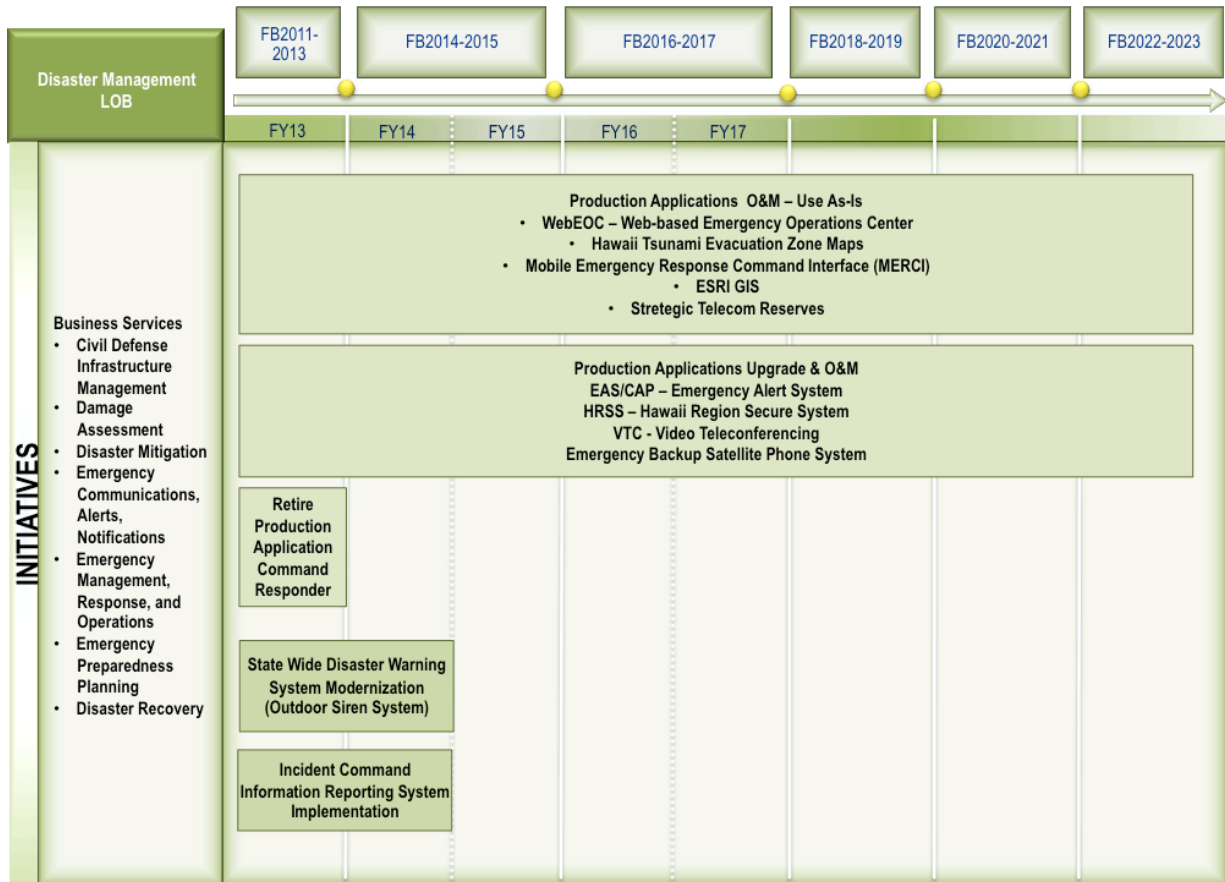 Disaster Management
LOB
FB2011-
2013
FB2014-2015
FB2016-2017
FB2018-2019
FB2020-2021
FB2022-2023
FY13
FY14
FY15
FY16
FY17
INITIATIVES
Business Services
• Civil Defense
Infrastructure
Management
• Damage
Assessment
• Disaster Mitigation
• Emergency
Communications,
Alerts,
Notifications
• Emergency
Management,
Response, and
Operations
• Emergency
Preparedness
Planning
• Disaster Recovery
Production Applications O&M – Use As-Is
• WebEOC – Web-based Emergency Operations Center
• Hawaii Tsunami Evacuation Zone Maps
• Mobile Emergency Response Command Interface (MERCI)
• ESRI GIS
• Stretegic Telecom Reserves
Production Applications Upgrade & O&M
EAS/CAP – Emergency Alert System
HRSS – Hawaii Region Secure System
VTC - Video Teleconferencing
Emergency Backup Satellite Phone System
Retire
Production
Application
Command
Responder
State Wide Disaster Warning
System Modernization
(Outdoor Siren System)
Incident Command
Information Reporting System
Implementation